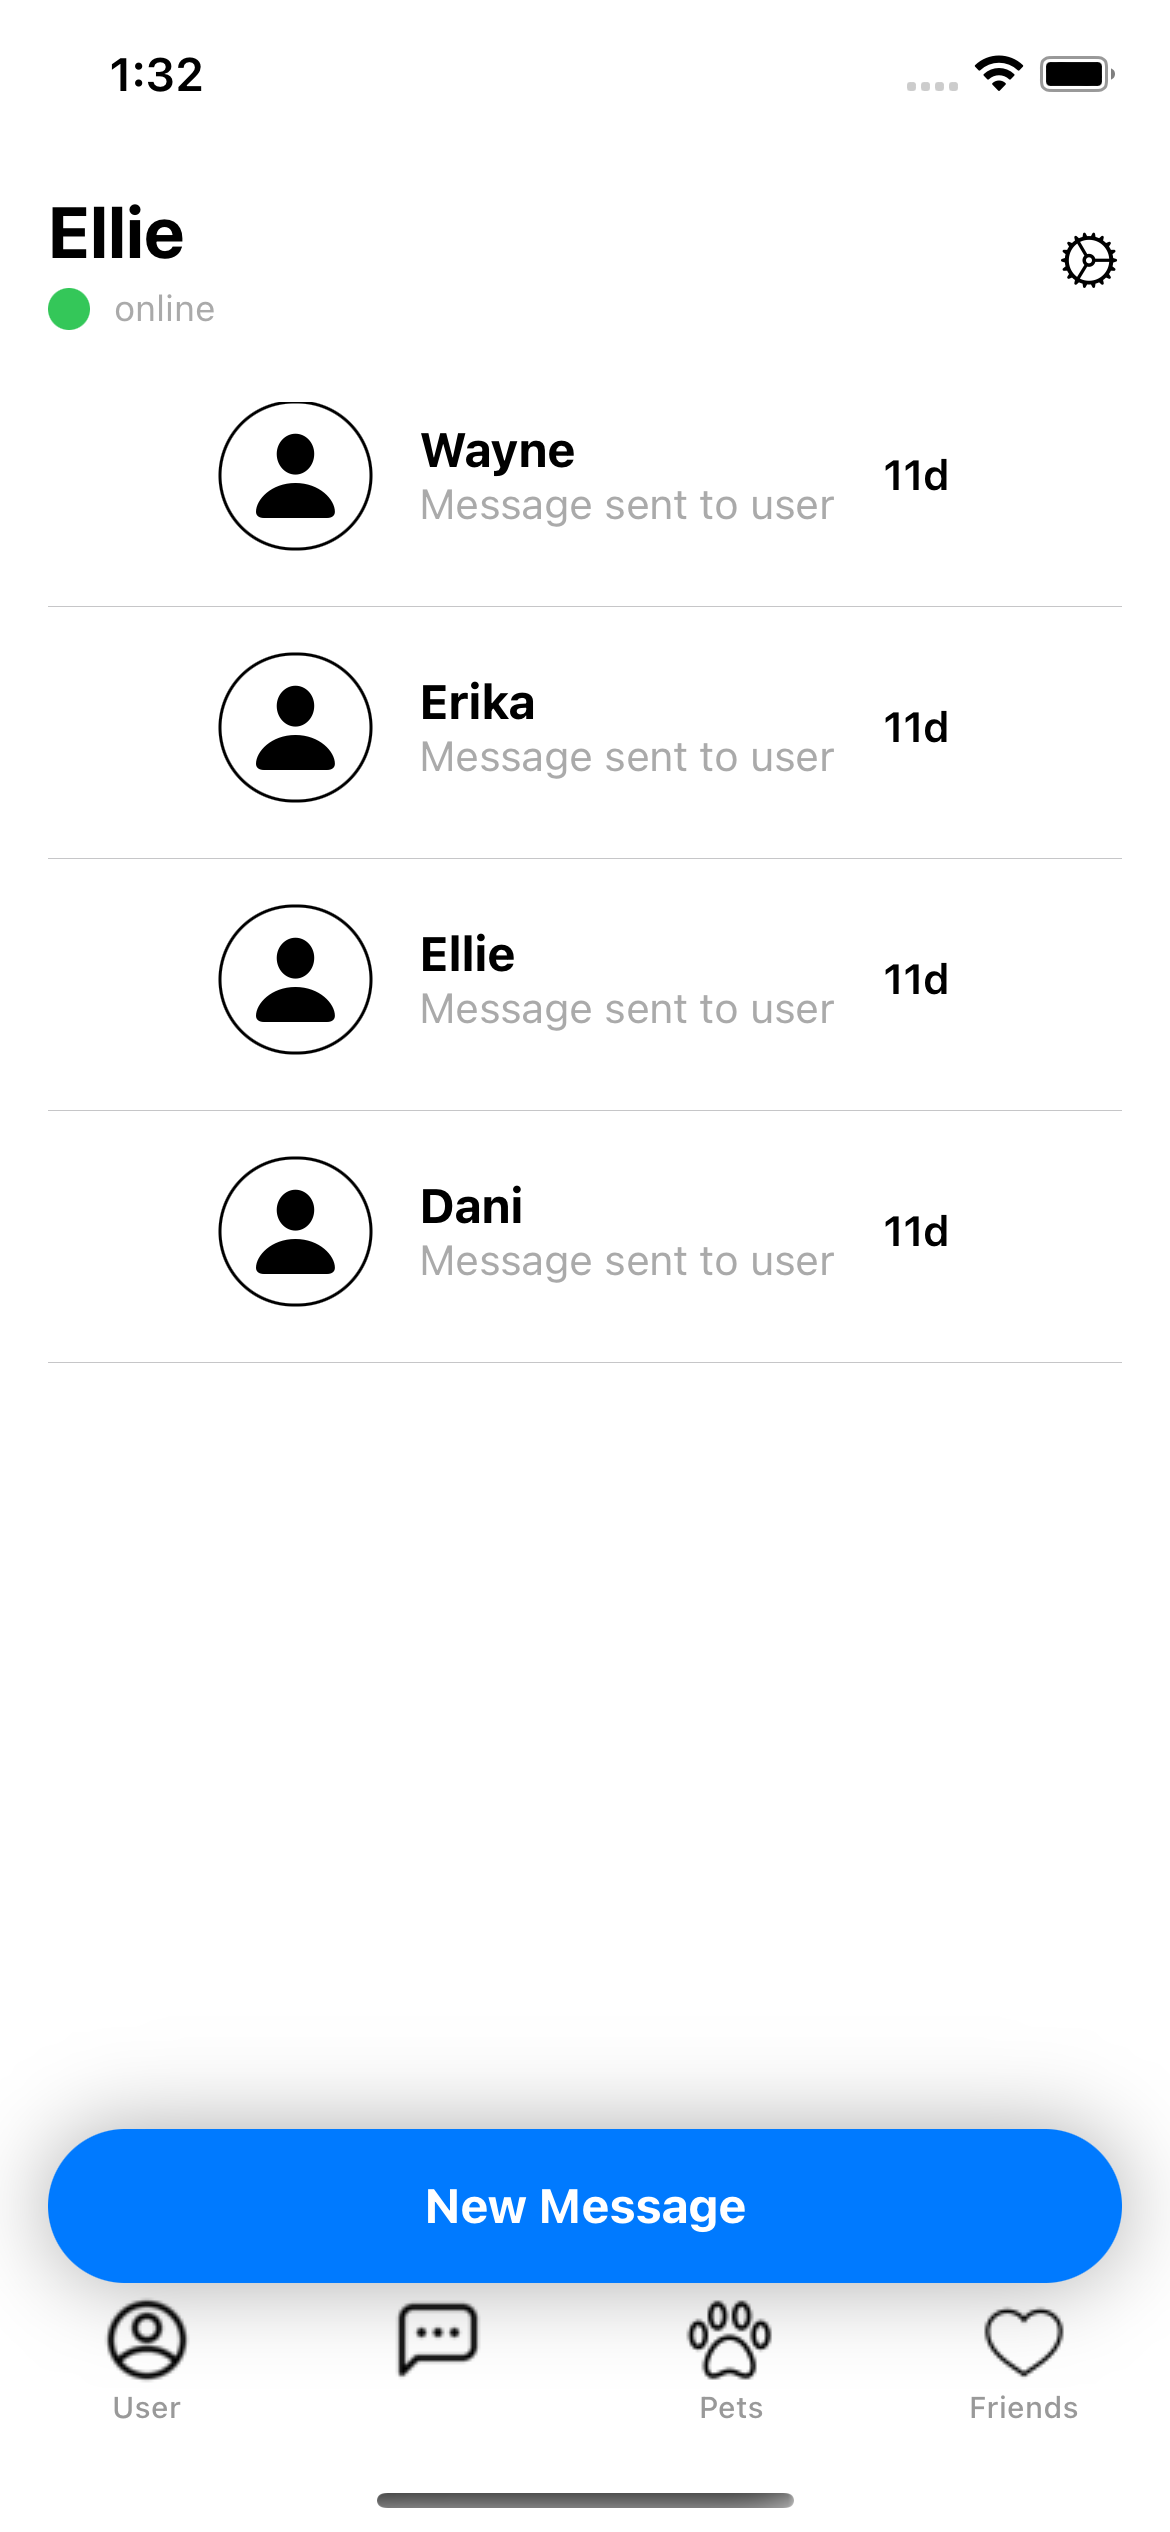 1:32
Ellie
online
Wayne
Message sent to user
11d
Erika
Message sent to user
11d
Ellie
Message sent to user
11d
Dani
Message sent to user
11d
New Message
User
Pets
Friends